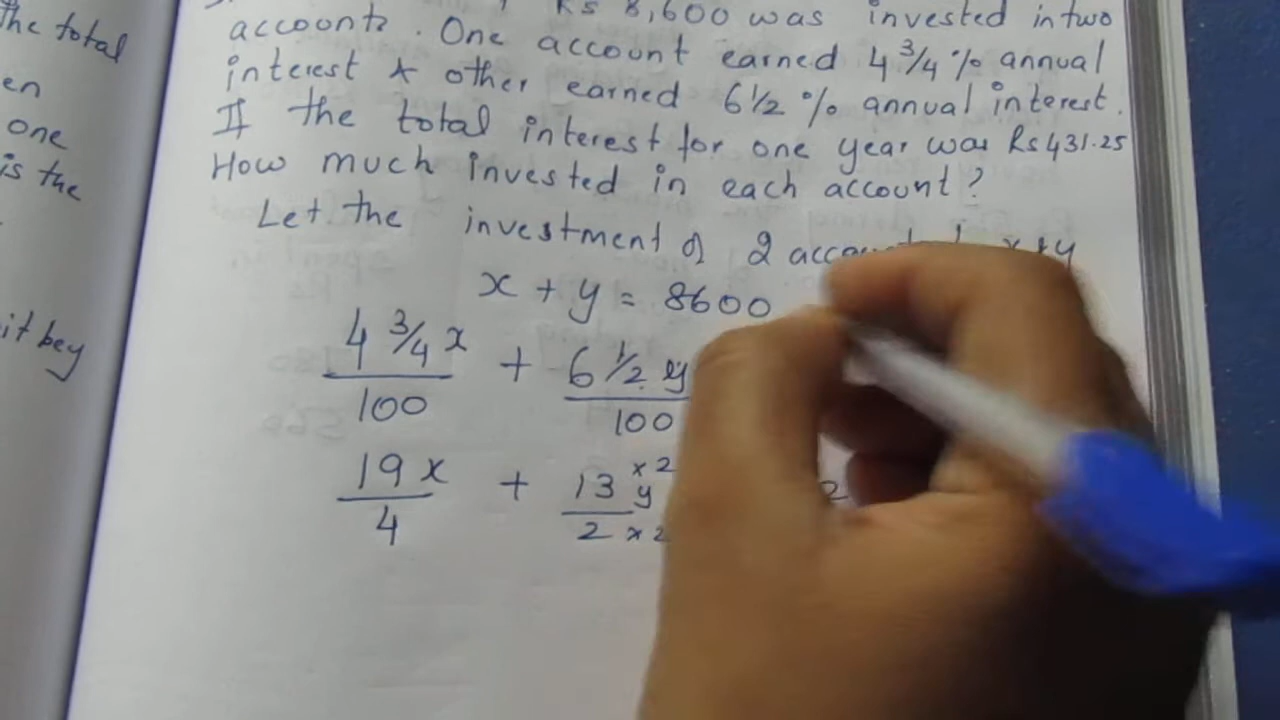 the total
en
one
is the
it bey
Rs 8,600 was invested in two
accounts. One account earned 4 3/4 % annual
interest & other earned 6 1/2 % annual interest.
If the total interest for one year was Rs 431.25
How much invested in each account?
Let the investment of 2 x + y
x + y = 8600
4 3/4 x + 6 1/2 y
100 100
19 x + 13 y x 2
4 2 x 2
2